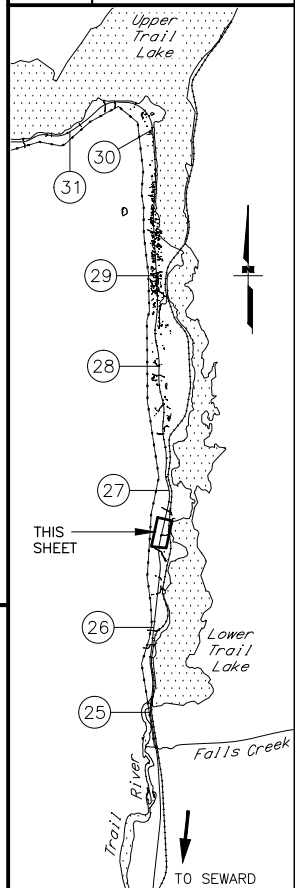 Upper
Trail
Lake
30
31
29
28
27
THIS
SHEET
26
Lower
Trail
Lake
25
Falls Creek
Trail River
TO SEWARD